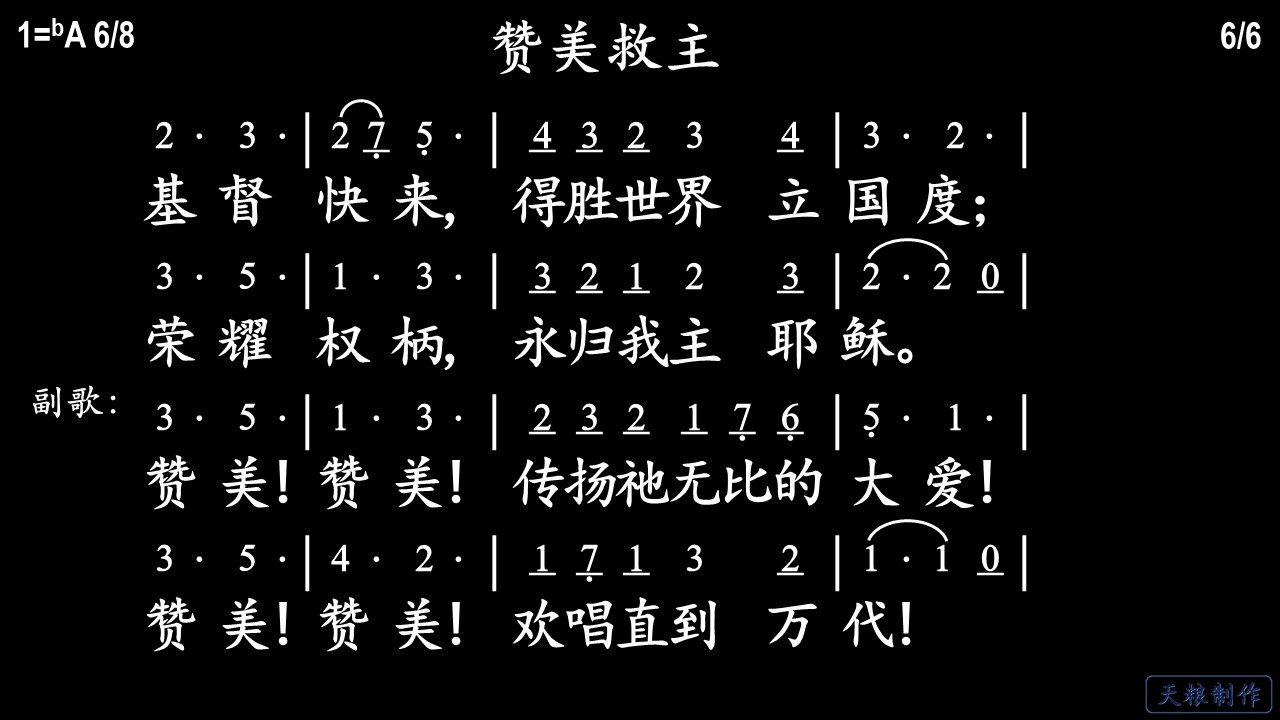 1=ᵇA 6/8
赞美救主
6/6
2 · 3 · | 2 7̣ 5̣ · | 4 3 2 3 4 | 3 · 2 · |
基督快来, 得胜世界 立国度;
3 · 5 · | 1 · 3 · | 3 2 1 2 3 | 2 · 2 0 |
荣耀权柄, 永归我主 耶稣。
副歌: 3 · 5 · | 1 · 3 · | 2 3 2 1 7̣ 6̣ | 5̣ · 1 · |
赞美! 赞美! 传扬祂无比的大爱!
3 · 5 · | 4 · 2 · | 1 7̣ 1 3 2 | 1 · 1 0 |
赞美! 赞美! 欢唱直到 万代!
天粮制作